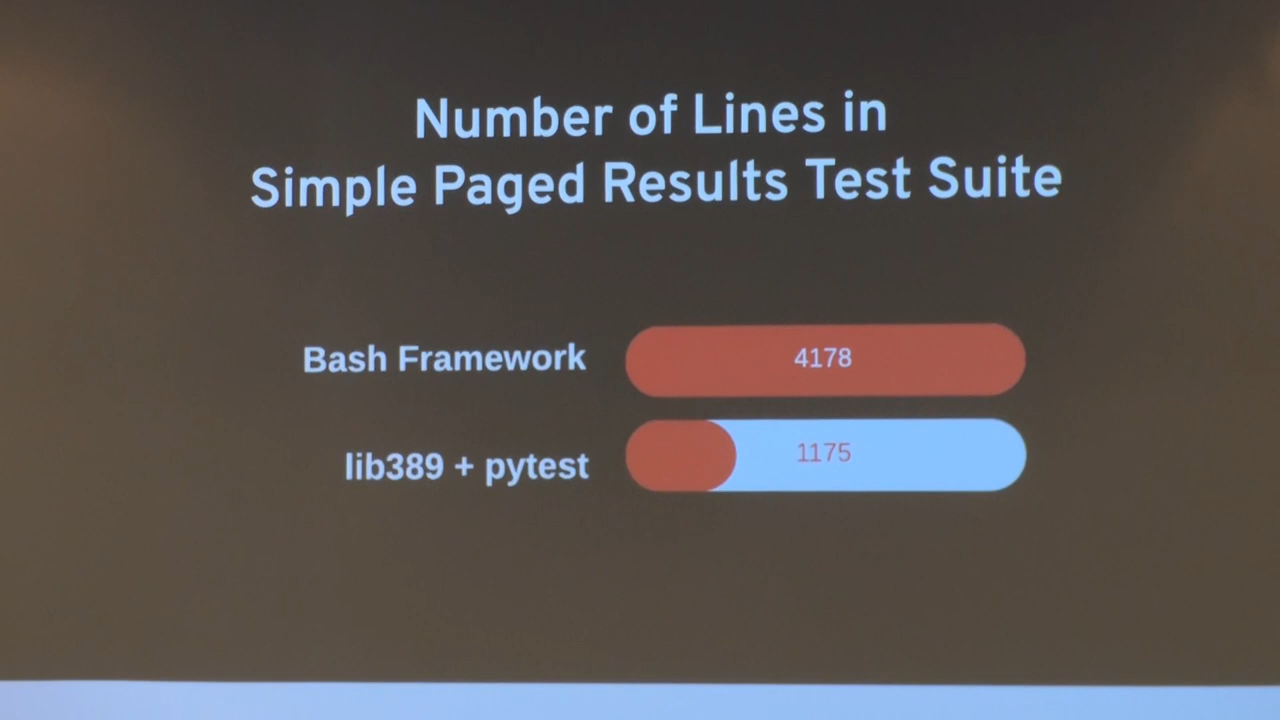 Number of Lines in
Simple Paged Results Test Suite
Bash Framework 4178
lib389 + pytest 1175